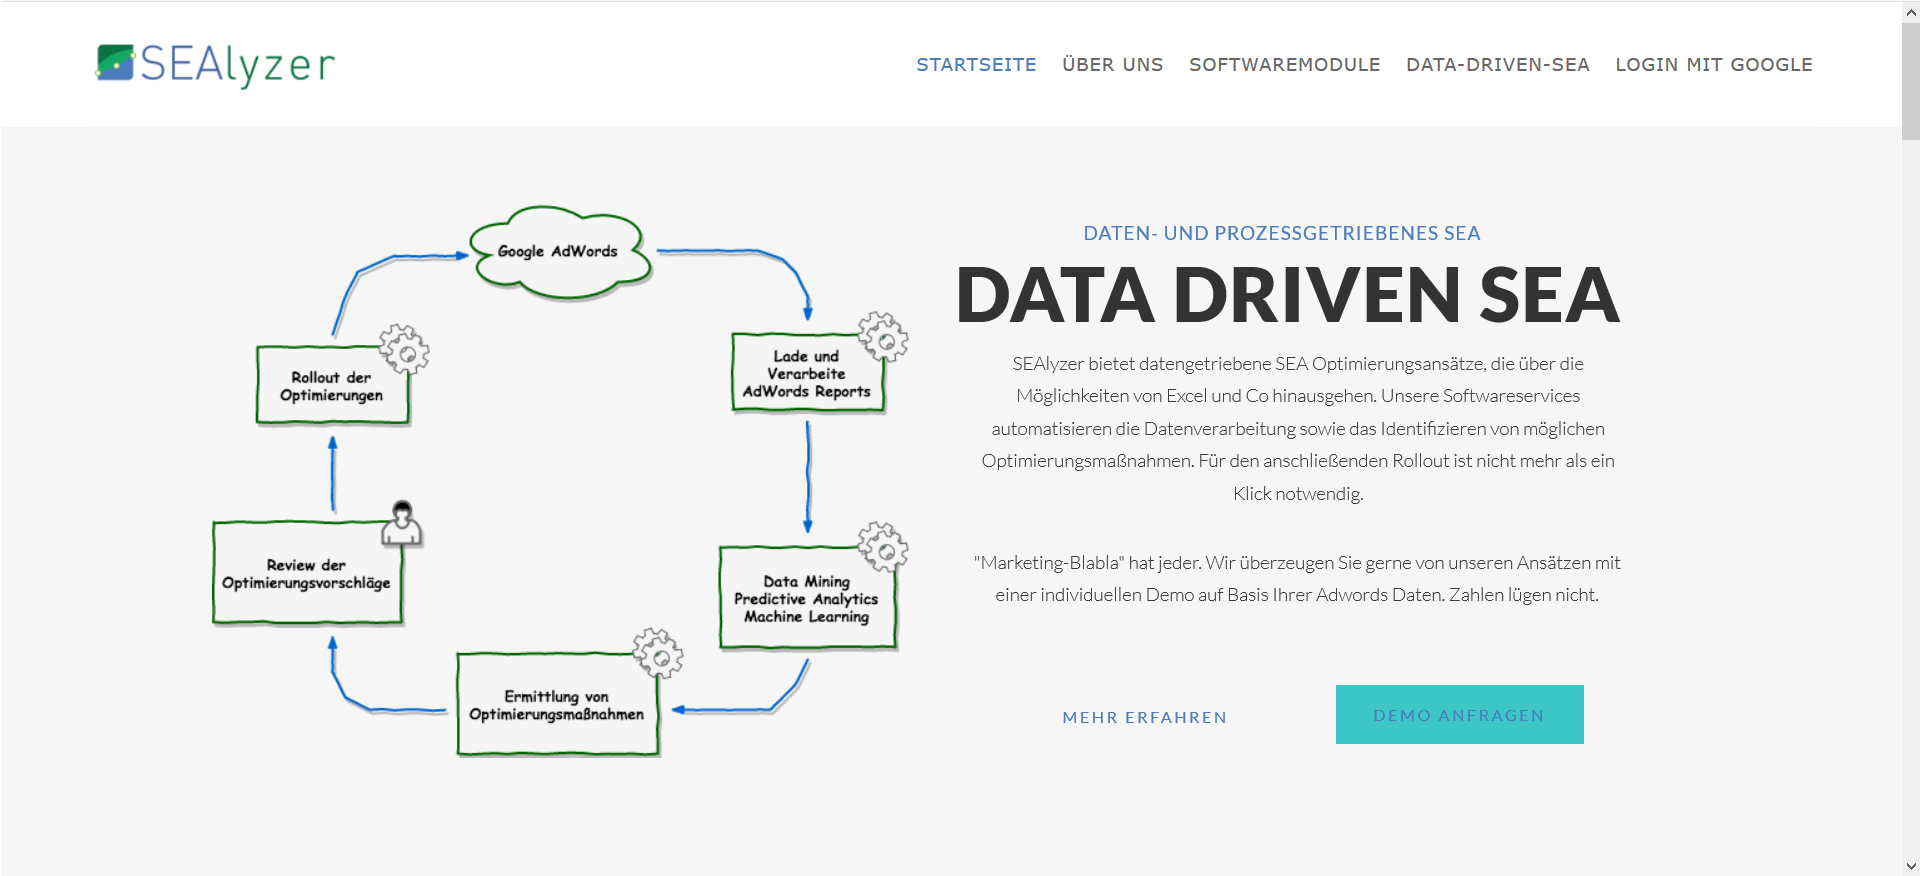 SEAlyzer
STARTSEITE ÜBER UNS SOFTWAREMODULE DATA-DRIVEN-SEA LOGIN MIT GOOGLE
Google AdWords
Lade und
Verarbeite
AdWords Reports
Data Mining
Predictive Analytics
Machine Learning
Ermittlung von
Optimierungsmaßnahmen
Review der
Optimierungsvorschläge
Rollout der
Optimierungen
DATEN- UND PROZESSGETRIEBENES SEA
DATA DRIVEN SEA
SEAlyzer bietet datengetriebene SEA Optimierungsansätze, die über die
Möglichkeiten von Excel und Co hinausgehen. Unsere Softwareservices
automatisieren die Datenverarbeitung sowie das Identifizieren von möglichen
Optimierungsmaßnahmen. Für den anschließenden Rollout ist nicht mehr als ein
Klick notwendig.
"Marketing-Blabla" hat jeder. Wir überzeugen Sie gerne von unseren Ansätzen mit
einer individuellen Demo auf Basis Ihrer Adwords Daten. Zahlen lügen nicht.
MEHR ERFAHREN
DEMO ANFRAGEN